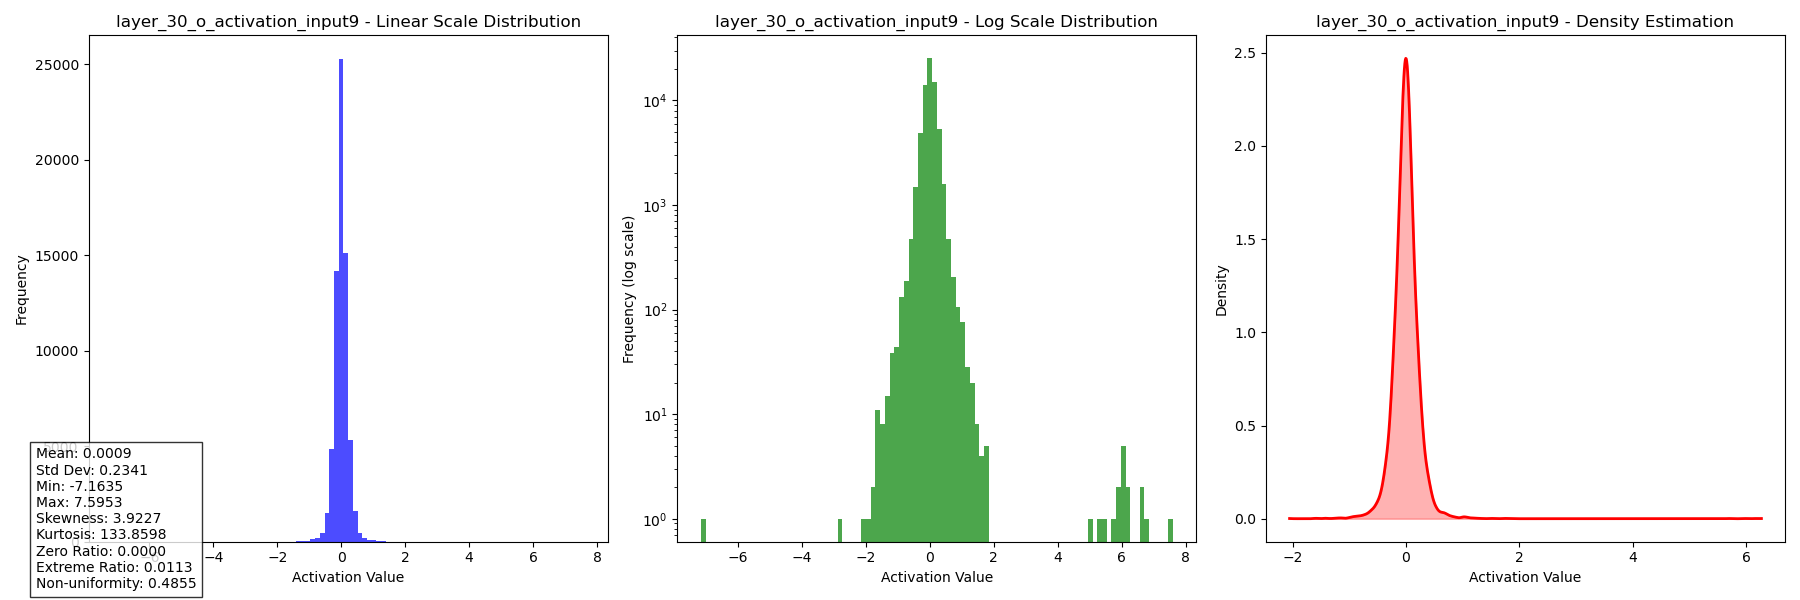 layer_30_o_activation_input9 - Linear Scale Distribution
25000
20000
15000
10000
5000
0
Frequency
−4
−2
0
2
4
6
8
Activation Value
Mean: 0.0009
Std Dev: 0.2341
Min: -7.1635
Max: 7.5953
Skewness: 3.9227
Kurtosis: 133.8598
Zero Ratio: 0.0000
Extreme Ratio: 0.0113
Non-uniformity: 0.4855
layer_30_o_activation_input9 - Log Scale Distribution
10^4
10^3
10^2
10^1
10^0
Frequency (log scale)
−6
−4
−2
0
2
4
6
8
Activation Value
layer_30_o_activation_input9 - Density Estimation
2.5
2.0
1.5
1.0
0.5
0.0
Density
−2
0
2
4
6
Activation Value